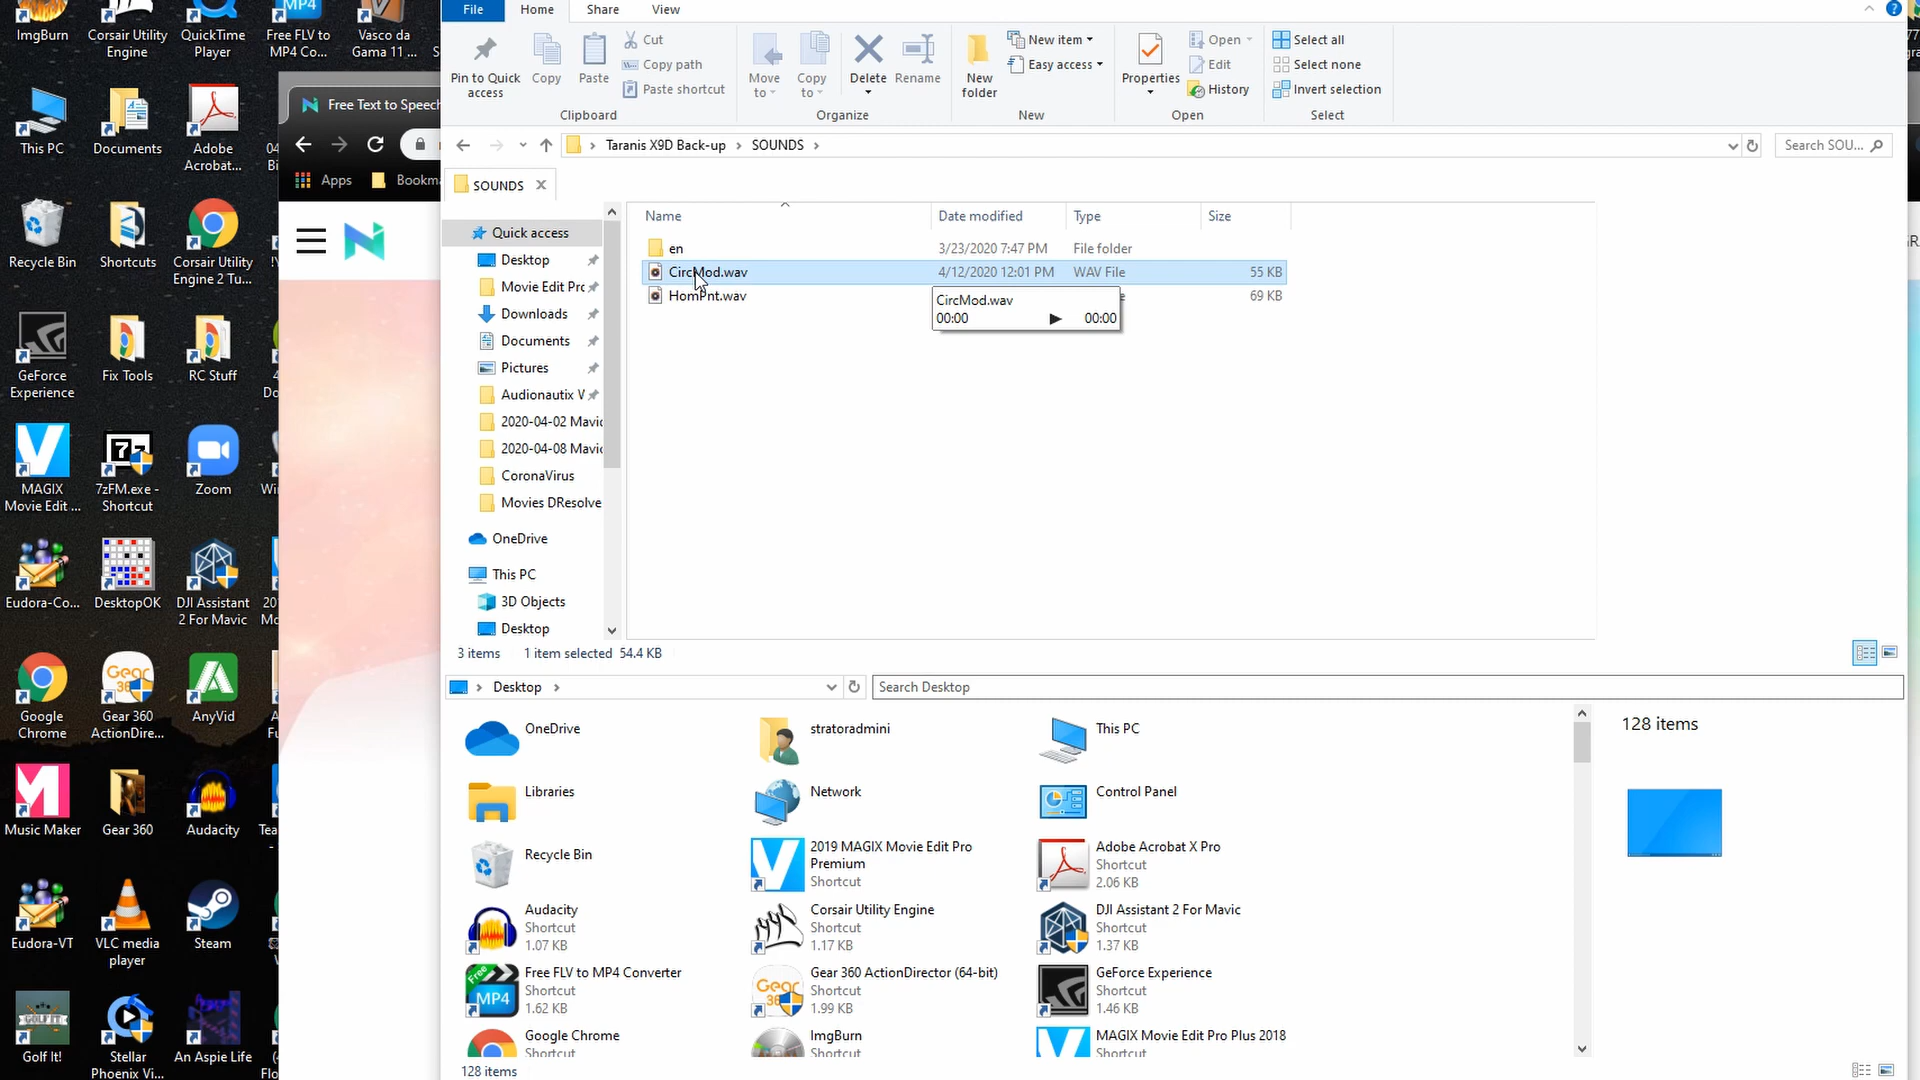 File
Home
Share
View
Pin to Quick access
Copy
Paste
Cut
Copy path
Paste shortcut
Clipboard
Move to
Copy to
Delete
Rename
Organize
New folder
New item
Easy access
New
Properties
Open
Edit
History
Open
Select all
Select none
Invert selection
Select
Taranis X9D Back-up
SOUNDS
Search SOU...
SOUNDS
Name
Date modified
Type
Size
en
3/23/2020 7:47 PM
File folder
CircMod.wav
4/12/2020 12:01 PM
WAV File
55 KB
HomPnt.wav
69 KB
CircMod.wav
00:00
00:00
Quick access
Desktop
Movie Edit Pro
Downloads
Documents
Pictures
Audionautix V
2020-04-02 Mavic
2020-04-08 Mavic
CoronaVirus
Movies DResolve
OneDrive
This PC
3D Objects
Desktop
3 items
1 item selected 54.4 KB
Desktop
Search Desktop
OneDrive
stratoradmini
This PC
Libraries
Network
Control Panel
Recycle Bin
2019 MAGIX Movie Edit Pro Premium
Shortcut
Adobe Acrobat X Pro
Shortcut
2.06 KB
Audacity
Shortcut
1.07 KB
Corsair Utility Engine
Shortcut
1.17 KB
DJI Assistant 2 For Mavic
Shortcut
1.37 KB
Free FLV to MP4 Converter
Shortcut
1.62 KB
Gear 360 ActionDirector (64-bit)
Shortcut
1.99 KB
GeForce Experience
Shortcut
1.46 KB
Google Chrome
Shortcut
ImgBurn
Shortcut
MAGIX Movie Edit Pro Plus 2018
Shortcut
128 items
128 items
Free Text to Speech
Apps
Bookma
ImgBurn
Corsair Utility Engine
QuickTime Player
MP4
Free FLV to MP4 Co...
Vasco da Gama 11 ...
This PC
Documents
Adobe Acrobat...
Recycle Bin
Shortcuts
Corsair Utility Engine 2 Tu...
GeForce Experience
Fix Tools
RC Stuff
MAGIX Movie Edit ...
7zFM.exe - Shortcut
Zoom
Eudora-Co...
DesktopOK
DJI Assistant 2 For Mavic
Google Chrome
Gear 360 ActionDire...
AnyVid
Music Maker
Gear 360
Audacity
Eudora-VT
VLC media player
Steam
Golf It!
Stellar Phoenix Vi...
An Aspie Life